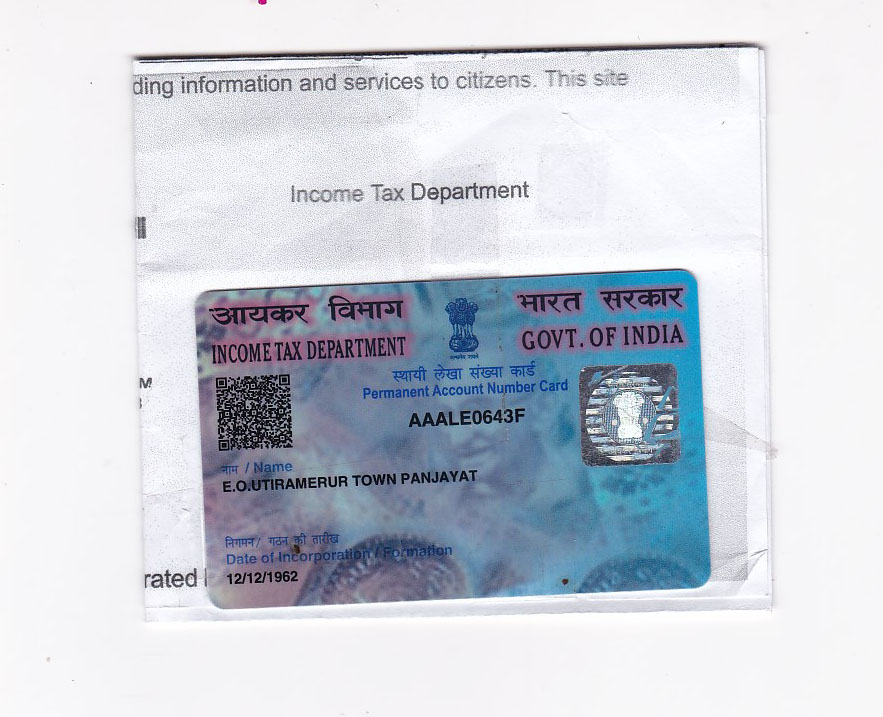 ding information and services to citizens. This site
Income Tax Department
आयकर विभाग
INCOME TAX DEPARTMENT
भारत सरकार
GOVT. OF INDIA
सत्यमेव जयते
स्थायी लेखा संख्या कार्ड
Permanent Account Number Card
AAALE0643F
नाम / Name
E.O.UTIRAMERUR TOWN PANJAYAT
निगमन/ गठन की तारीख
Date of Incorporation / Formation
12/12/1962
M
rated